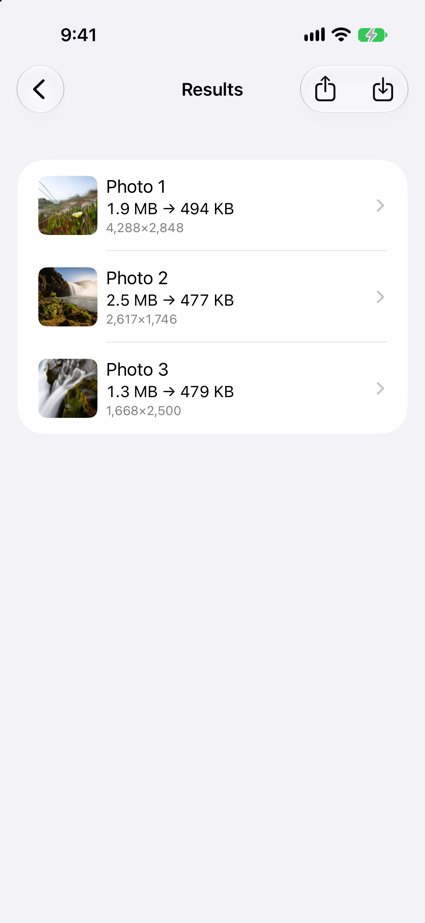 9:41
Results
Photo 1
1.9 MB → 494 KB
4,288×2,848
Photo 2
2.5 MB → 477 KB
2,617×1,746
Photo 3
1.3 MB → 479 KB
1,668×2,500